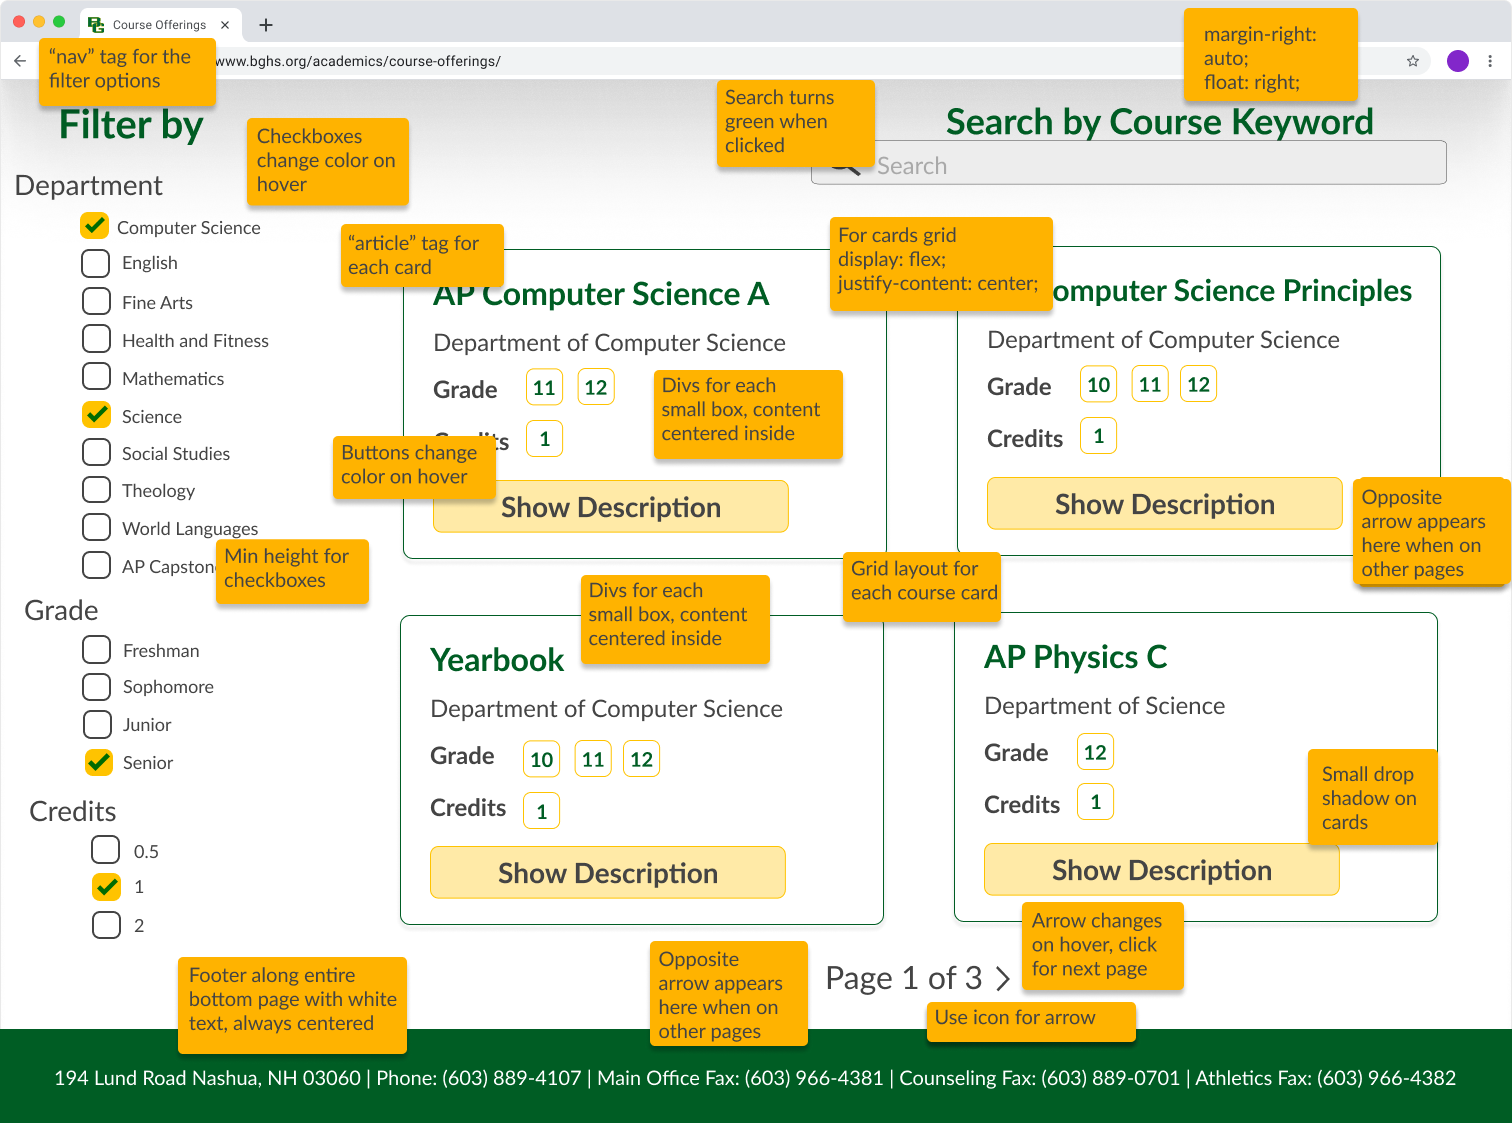 Course Offerings
www.bghs.org/academics/course-offerings/
“nav” tag for the
filter options
margin-right:
auto;
float: right;
Search turns
green when
clicked
Filter by
Checkboxes
change color on
hover
Search by Course Keyword
Search
Department
Computer Science
English
Fine Arts
Health and Fitness
Mathematics
Science
Social Studies
Theology
World Languages
AP Capston
Min height for
checkboxes
Grade
Freshman
Sophomore
Junior
Senior
Credits
0.5
1
2
“article” tag for
each card
For cards grid
display: flex;
justify-content: center;
AP Computer Science A
Department of Computer Science
Grade 11 12
Divs for each
small box, content
centered inside
Credits 1
Buttons change
color on hover
Show Description
omputer Science Principles
Department of Computer Science
Grade 10 11 12
Credits 1
Show Description
Opposite
arrow appears
here when on
other pages
Grid layout for
each course card
Divs for each
small box, content
centered inside
Yearbook
Department of Computer Science
Grade 10 11 12
Credits 1
Show Description
AP Physics C
Department of Science
Grade 12
Credits 1
Small drop
shadow on
cards
Show Description
Arrow changes
on hover, click
for next page
Opposite
arrow appears
here when on
other pages
Page 1 of 3
Use icon for arrow
Footer along entire
bottom page with white
text, always centered
194 Lund Road Nashua, NH 03060 | Phone: (603) 889-4107 | Main Office Fax: (603) 966-4381 | Counseling Fax: (603) 889-0701 | Athletics Fax: (603) 966-4382